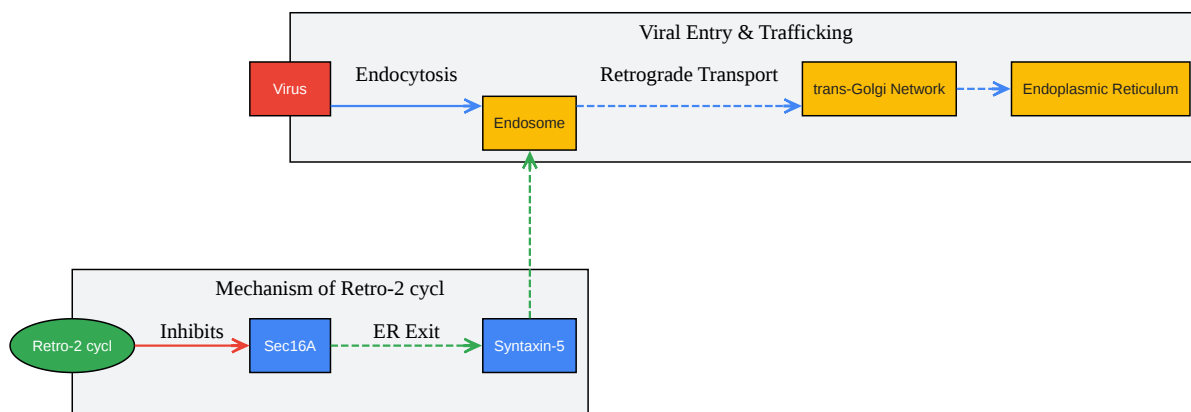 Viral Entry & Trafficking
Virus
Endocytosis
Endosome
Retrograde Transport
trans-Golgi Network
Endoplasmic Reticulum
Mechanism of Retro-2 cycl
Retro-2 cycl
Inhibits
Sec16A
ER Exit
Syntaxin-5